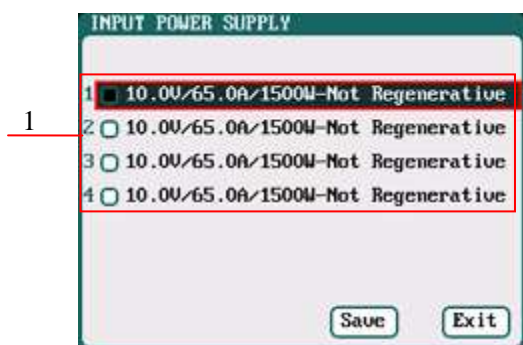 INPUT POWER SUPPLY
1 10.0V/65.0A/1500W-Not Regenerative
1
2 10.0V/65.0A/1500W-Not Regenerative
3 10.0V/65.0A/1500W-Not Regenerative
4 10.0V/65.0A/1500W-Not Regenerative
Save Exit